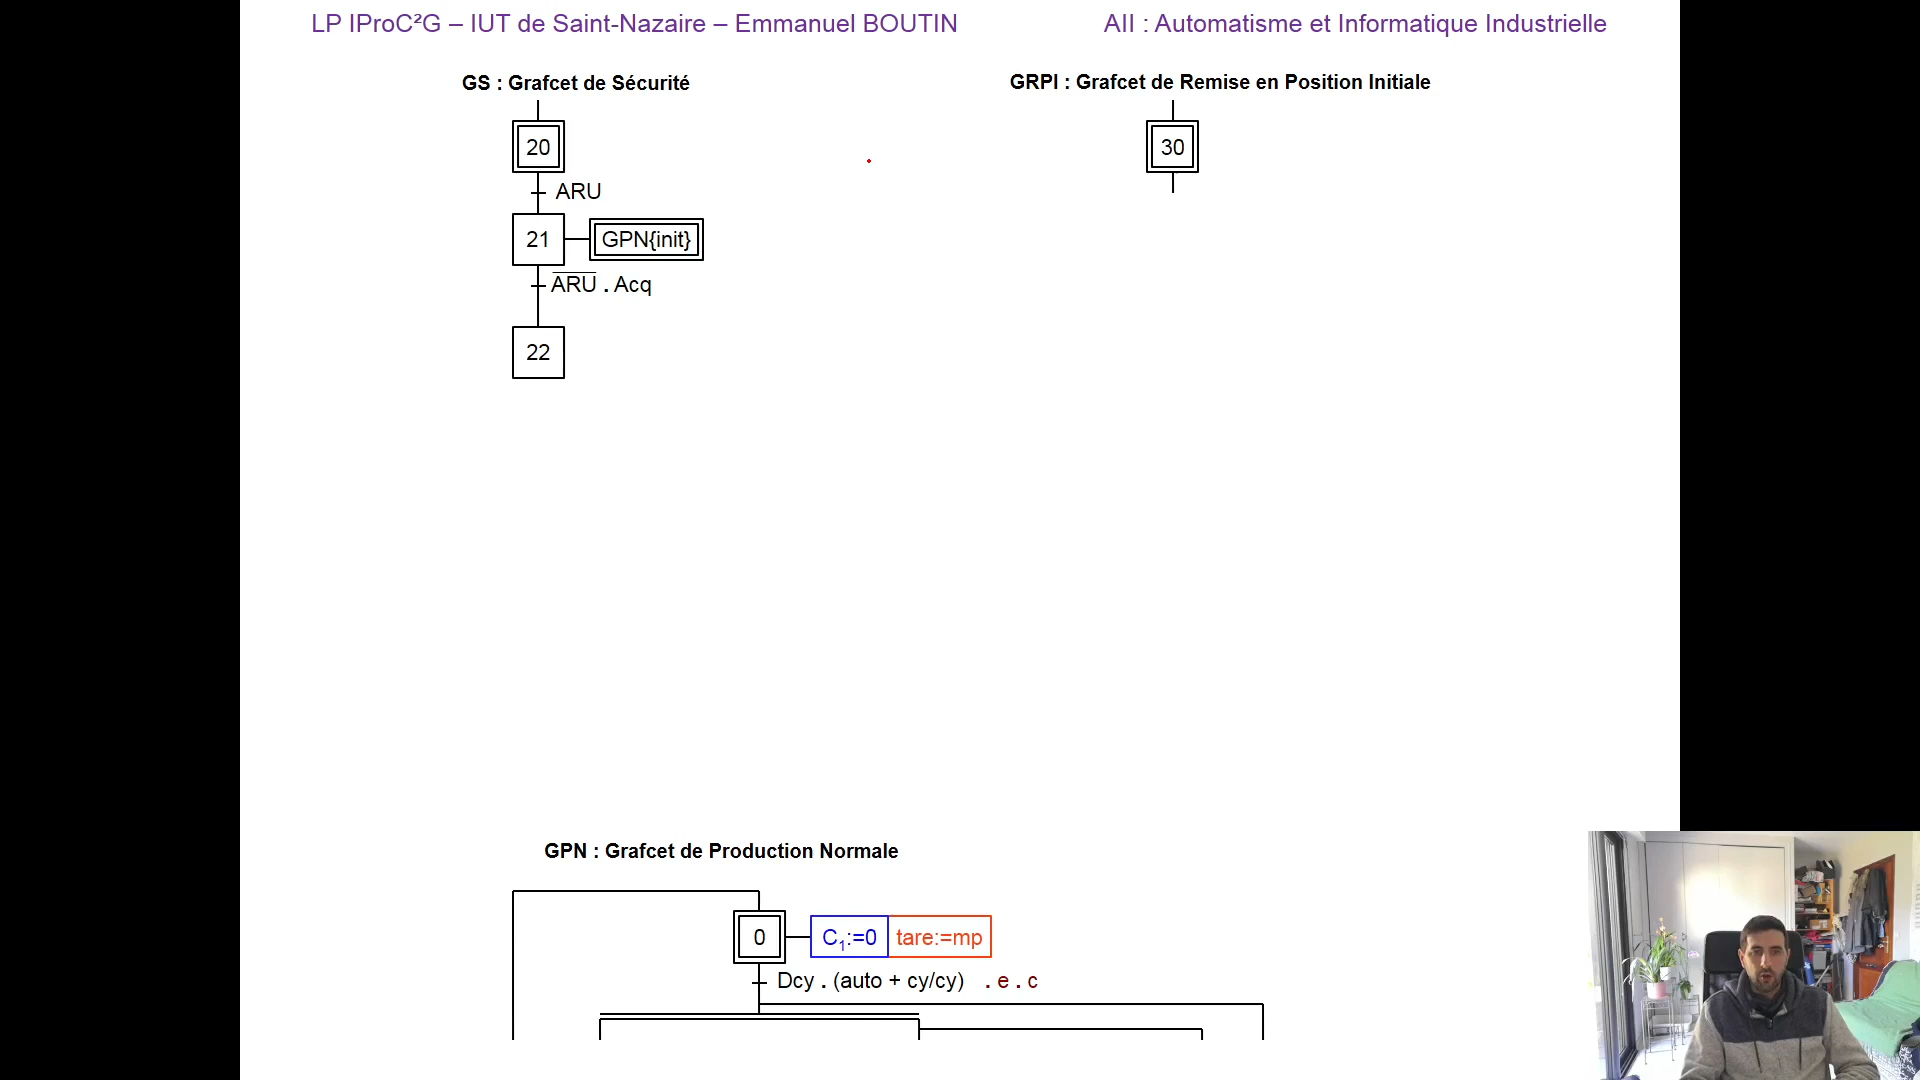 LP IProC²G – IUT de Saint-Nazaire – Emmanuel BOUTIN
AII : Automatisme et Informatique Industrielle
GS : Grafcet de Sécurité
GRPI : Grafcet de Remise en Position Initiale
20
30
ARU
21
GPN{init}
A̅R̅U̅ . Acq
22
GPN : Grafcet de Production Normale
0
C₁:=0
tare:=mp
Dcy . (auto + cy/cy) . e . c